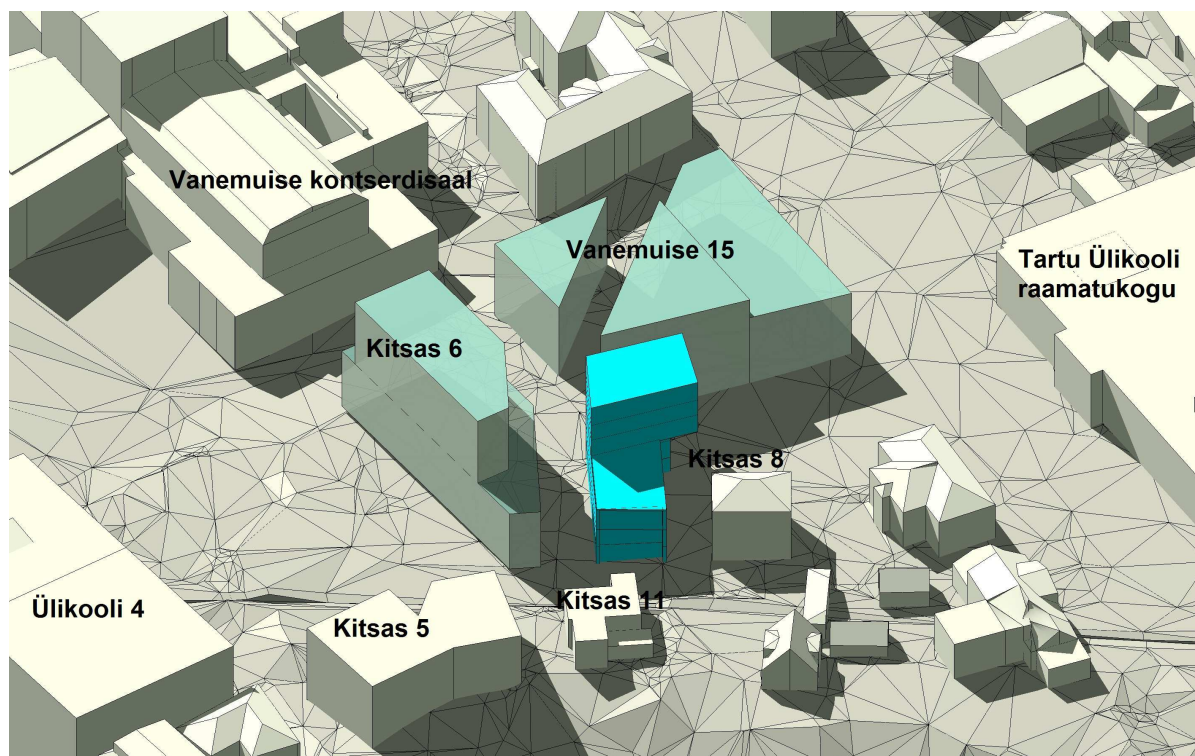 Vanemuise kontserdisaal
Vanemuise 15
Tartu Ülikooli
raamatukogu
Kitsas 6
Kitsas 8
Kitsas 11
Ülikooli 4
Kitsas 5